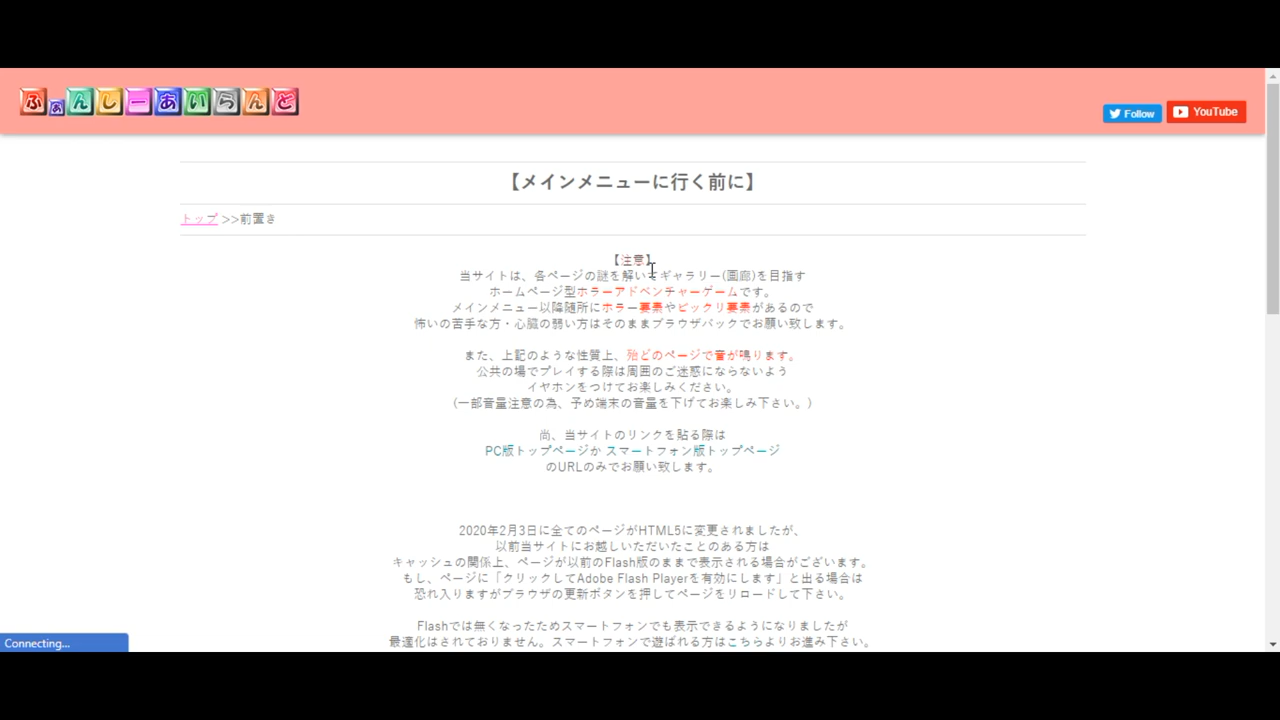 ふぁんしーあいらんど
Follow
YouTube
【メインメニューに行く前に】
トップ >>前置き
【注意】
当サイトは、各ページの謎を解いてギャラリー(画廊)を目指す
ホームページ型ホラーアドベンチャーゲームです。
メインメニュー以降随所にホラー要素やビックリ要素があるので
怖いの苦手な方・心臓の弱い方はそのままブラウザバックでお願い致します。
また、上記のような性質上、殆どのページで音が鳴ります。
公共の場でプレイする際は周囲のご迷惑にならないよう
イヤホンをつけてお楽しみください。
(一部音量注意の為、予め端末の音量を下げてお楽しみ下さい。)
尚、当サイトのリンクを貼る際は
PC版トップページか スマートフォン版トップページ
のURLのみでお願い致します。
2020年2月3日に全てのページがHTML5に変更されましたが、
以前当サイトにお越しいただいたことのある方は
キャッシュの関係上、ページが以前のFlash版のままで表示される場合がございます。
もし、ページに「クリックしてAdobe Flash Playerを有効にします」と出る場合は
恐れ入りますがブラウザの更新ボタンを押してページをリロードして下さい。
Flashでは無くなったためスマートフォンでも表示できるようになりましたが
最適化はされておりません。スマートフォンで遊ばれる方はこちらよりお進み下さい。
Connecting...